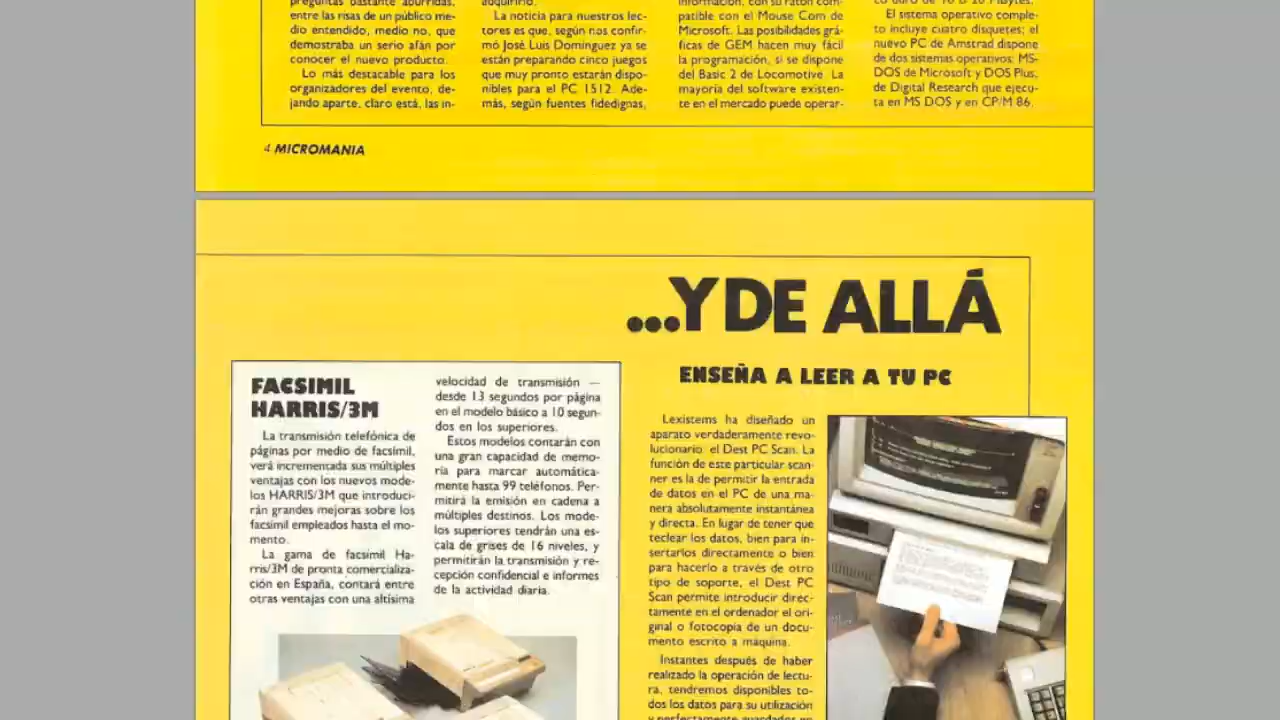 preguntas bastante aburridas,
entre las risas de un público me-
dio entendido, medio no, que
demostraba un serio afán por
conocer el nuevo producto.
Lo más destacable para los
organizadores del evento, de-
jando aparte, claro está, las in-
adquirirlo.
La noticia para nuestros lec-
tores es que, según nos confir-
mó José Luis Domínguez ya se
están preparando cinco juegos
que muy pronto estarán dispo-
nibles para el PC 1512. Ade-
más, según fuentes fidedignas,
información, con su ratón com-
patible con el Mouse Com de
Microsoft. Las posibilidades grá-
ficas de GEM hacen muy fácil
la programación, si se dispone
del Basic 2 de Locomotive. La
mayoría del software existen-
te en el mercado puede operar-
co duro de 10 ó 20 Mbytes.
El sistema operativo comple-
to incluye cuatro disquetes; el
nuevo PC de Amstrad dispone
de dos sistemas operativos: MS-
DOS de Microsoft y DOS Plus,
de Digital Research que ejecu-
ta en MS DOS y en CP/M 86.
4 MICROMANIA
...Y DE ALLÁ
FACSIMIL
HARRIS/3M
La transmisión telefónica de
páginas por medio de facsímil,
verá incrementada sus múltiples
ventajas con los nuevos mode-
los HARRIS/3M que introduci-
rán grandes mejoras sobre los
facsímil empleados hasta el mo-
mento.
La gama de facsímil Ha-
rris/3M de pronta comercializa-
ción en España, contará entre
otras ventajas con una altísima
velocidad de transmisión —
desde 13 segundos por página
en el modelo básico a 10 segun-
dos en los superiores.
Estos modelos contarán con
una gran capacidad de memo-
ria para marcar automática-
mente hasta 99 teléfonos. Per-
mitirá la emisión en cadena a
múltiples destinos. Los mode-
los superiores tendrán una es-
cala de grises de 16 niveles, y
permitirán la transmisión y re-
cepción confidencial e informes
de la actividad diaria.
ENSEÑA A LEER A TU PC
Lexistems ha diseñado un
aparato verdaderamente revo-
lucionario el Dest PC Scan. La
función de este particular scan-
ner es la de permitir la entrada
de datos en el PC de una ma-
nera absolutamente instantánea
y directa. En lugar de tener que
teclear los datos, bien para in-
sertarlos directamente o bien
para hacerlo a través de otro
tipo de soporte, el Dest PC
Scan permite introducir direc-
tamente en el ordenador el ori-
ginal o fotocopia de un docu-
mento escrito a máquina.
Instantes después de haber
realizado la operación de lectu-
ra, tendremos disponibles to-
dos los datos para su utilización
y perfectamente guardados en